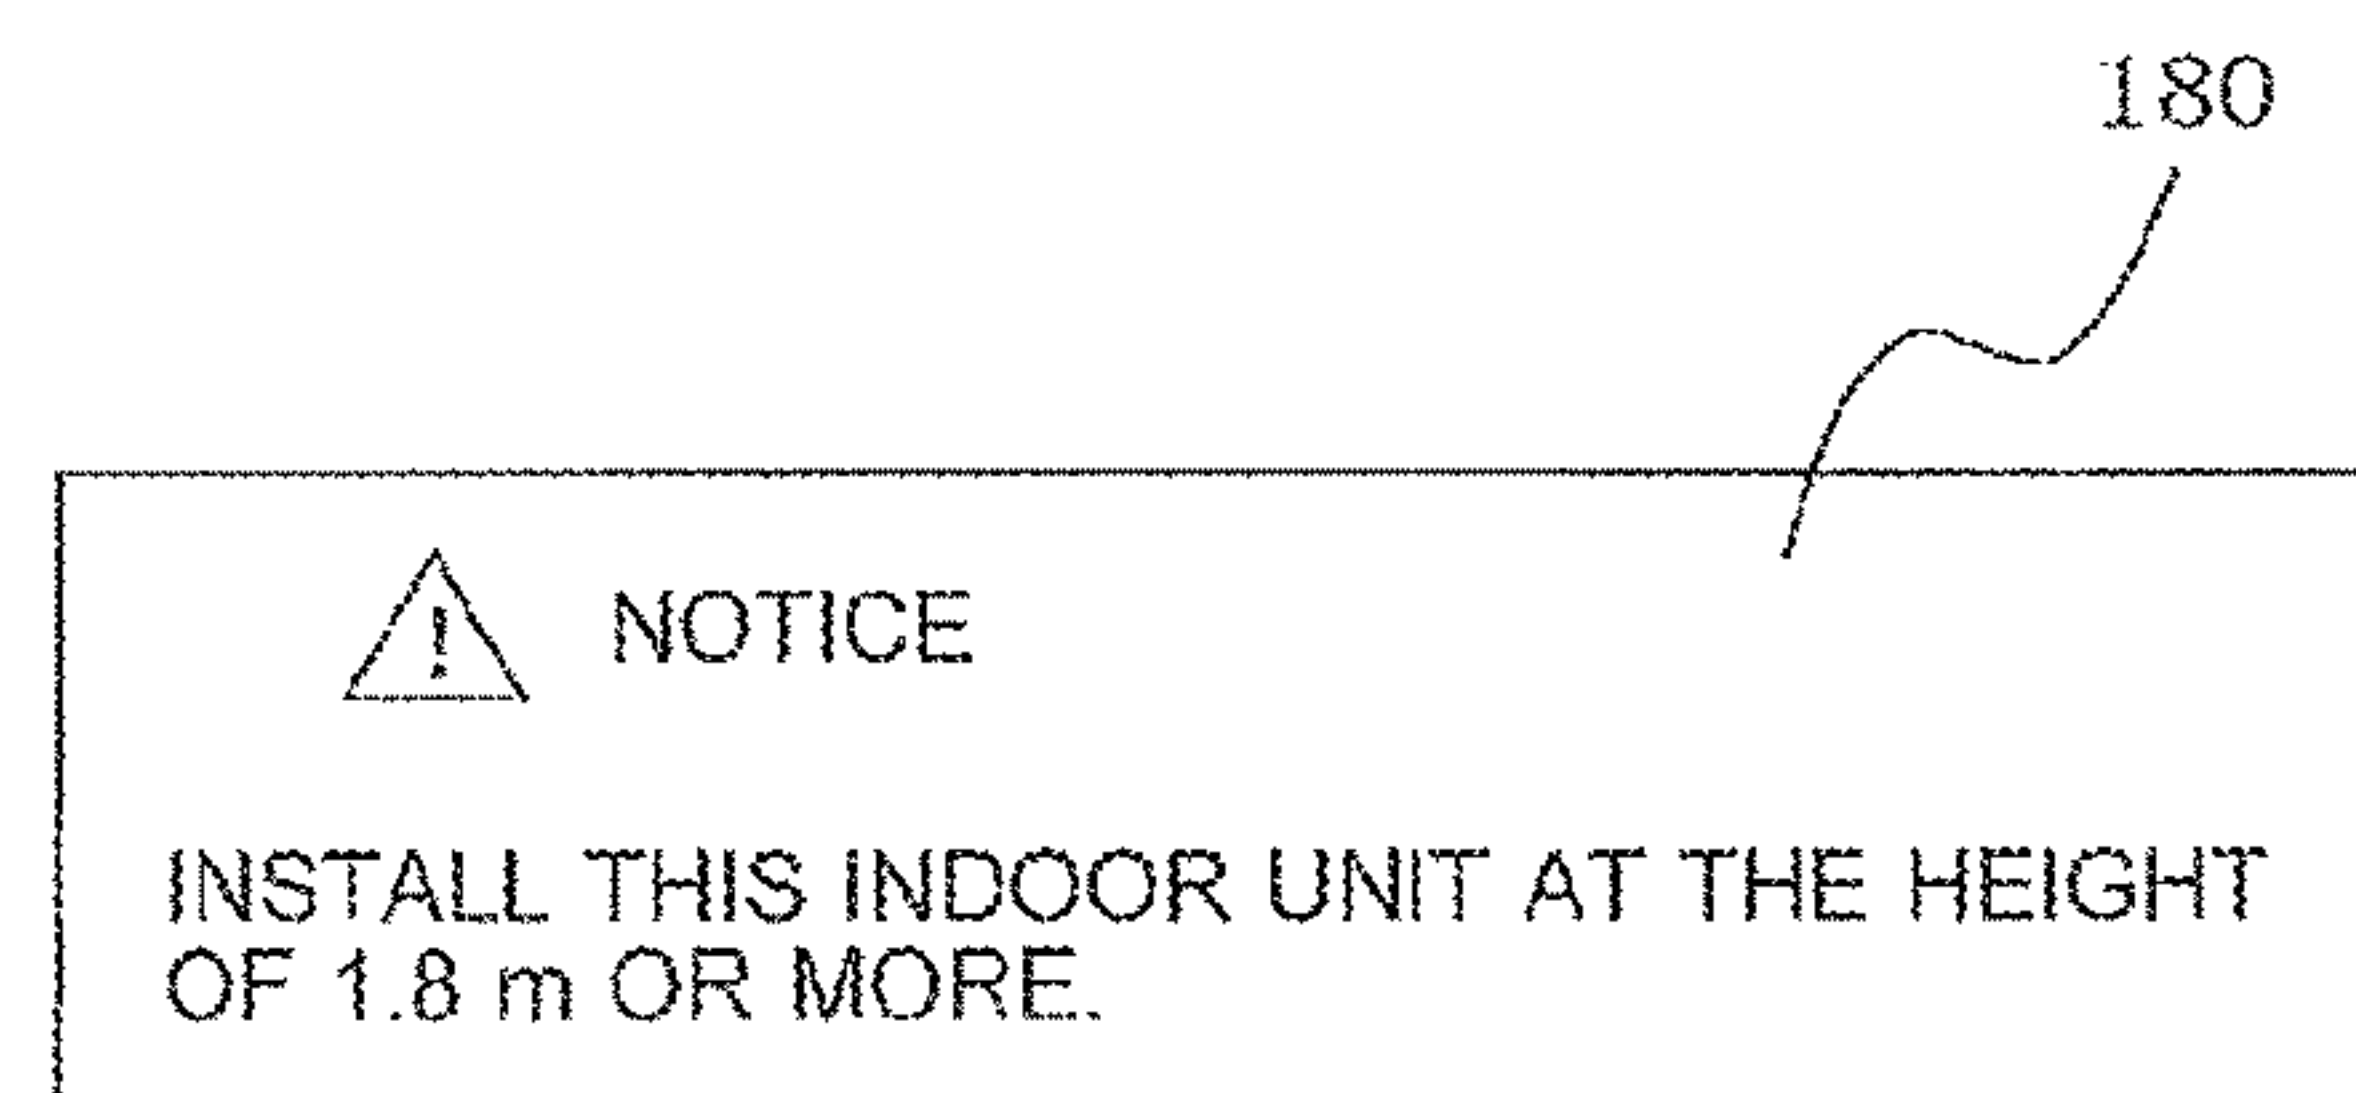 180
! NOTICE
INSTALL THIS INDOOR UNIT AT THE HEIGHT
OF 1.8 m OR MORE.